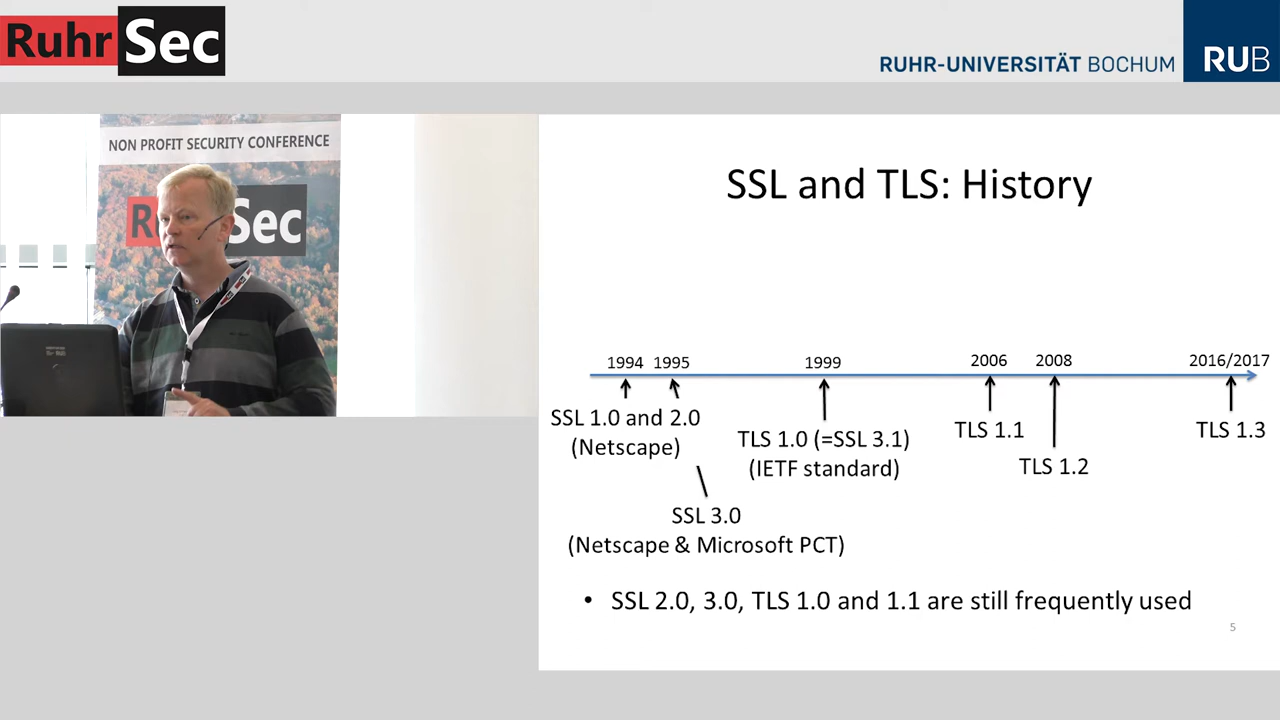 RuhrSec
RUHR-UNIVERSITÄT BOCHUM
RUB
NON PROFIT SECURITY CONFERENCE
Sec
SSL and TLS: History
1994 1995 1999 2006 2008 2016/2017
SSL 1.0 and 2.0
(Netscape)
SSL 3.0
(Netscape & Microsoft PCT)
TLS 1.0 (=SSL 3.1)
(IETF standard)
TLS 1.1
TLS 1.2
TLS 1.3
• SSL 2.0, 3.0, TLS 1.0 and 1.1 are still frequently used
5